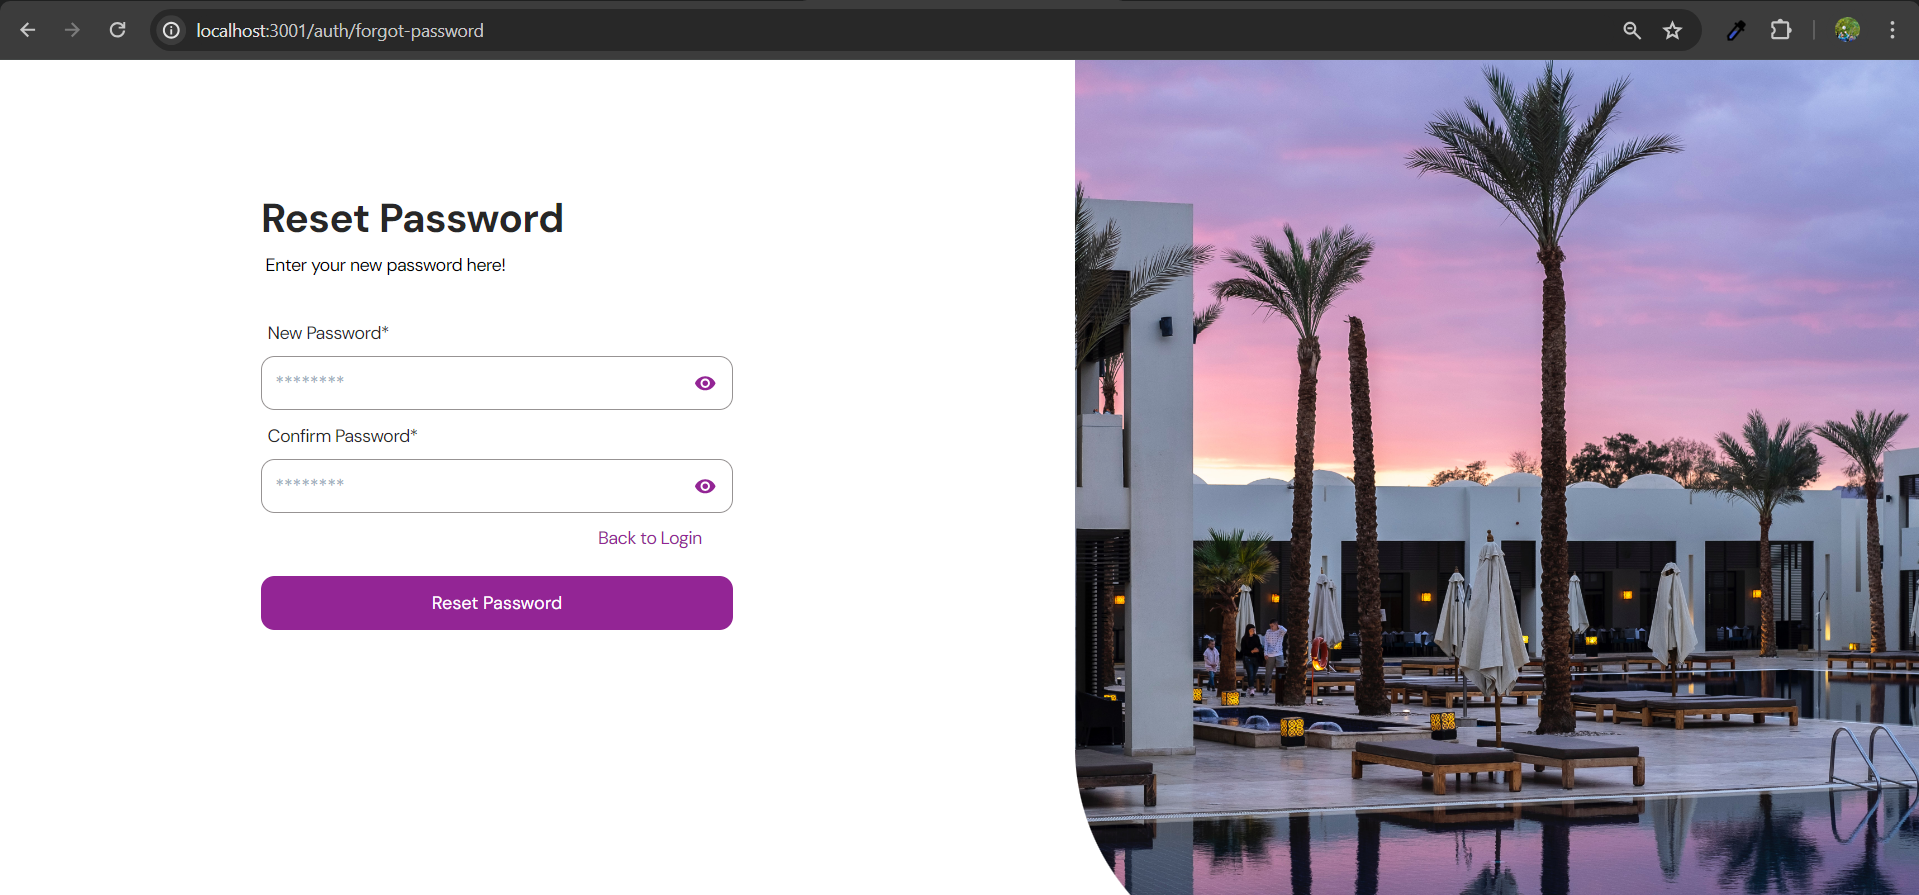 localhost:3001/auth/forgot-password
Reset Password
Enter your new password here!
New Password*
********
Confirm Password*
********
Back to Login
Reset Password